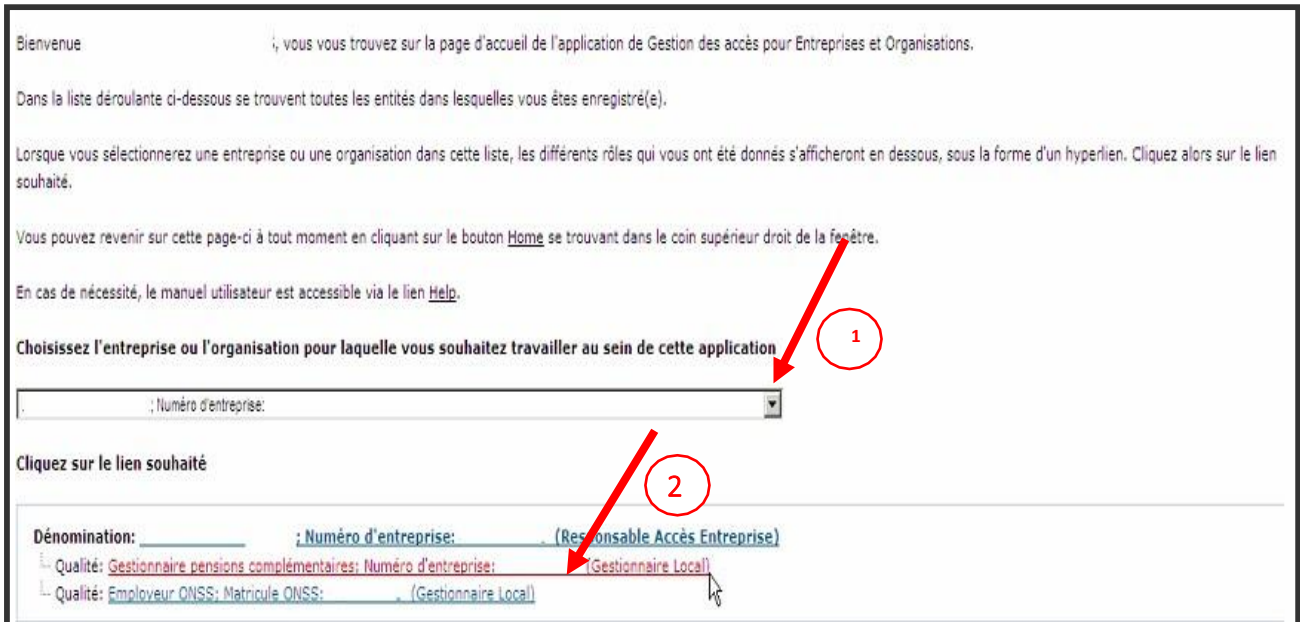 Bienvenue ;, vous vous trouvez sur la page d'accueil de l'application de Gestion des accès pour Entreprises et Organisations.
Dans la liste déroulante ci-dessous se trouvent toutes les entités dans lesquelles vous êtes enregistré(e).
Lorsque vous sélectionnerez une entreprise ou une organisation dans cette liste, les différents rôles qui vous ont été donnés s'afficheront en dessous, sous la forme d'un hyperlien. Cliquez alors sur le lien
souhaité.
Vous pouvez revenir sur cette page-ci à tout moment en cliquant sur le bouton Home se trouvant dans le coin supérieur droit de la fenêtre.
En cas de nécessité, le manuel utilisateur est accessible via le lien Help.
Choisissez l'entreprise ou l'organisation pour laquelle vous souhaitez travailler au sein de cette application
1
; Numéro d'entreprise:
Cliquez sur le lien souhaité
2
Dénomination: ; Numéro d'entreprise: . (Responsable Accès Entreprise)
Qualité: Gestionnaire pensions complémentaires; Numéro d'entreprise: (Gestionnaire Local)
Qualité: Employeur ONSS; Matricule ONSS: . (Gestionnaire Local)